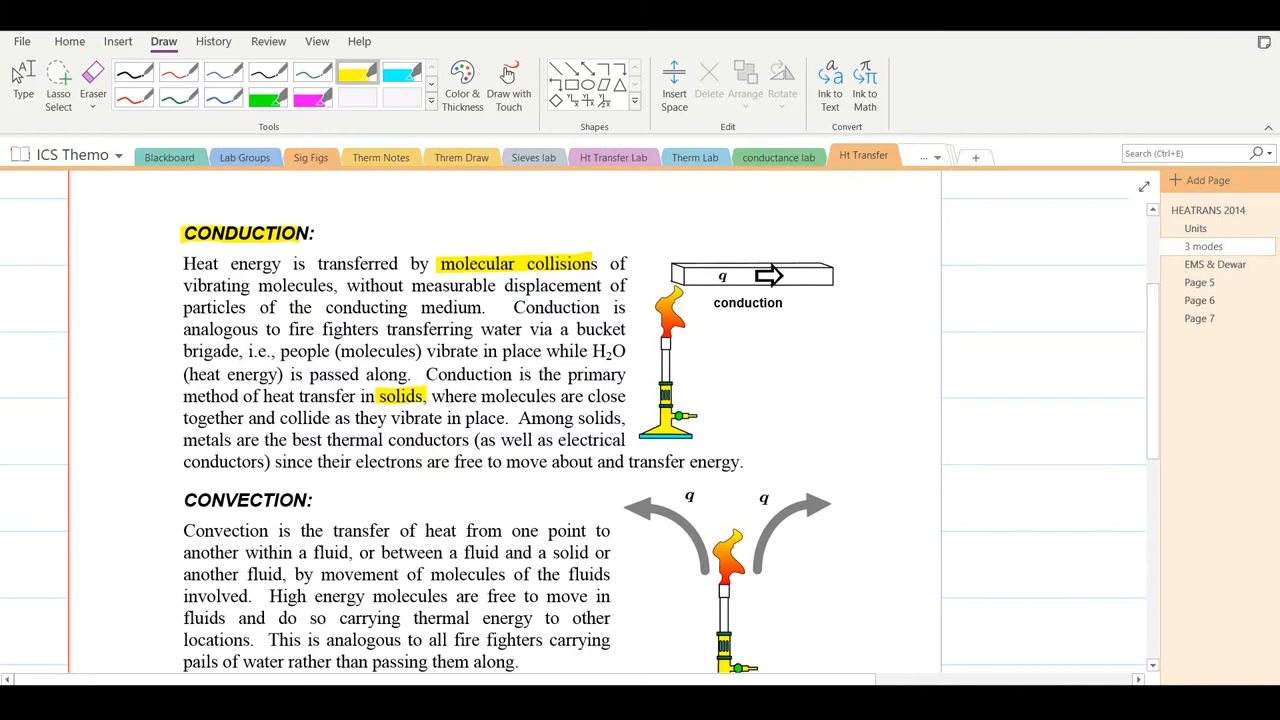 File Home Insert Draw History Review View Help
Type
Lasso Select
Eraser
Color & Thickness
Draw with Touch
Insert Space
Delete
Arrange
Rotate
Ink to Text
Ink to Math
Tools Shapes Edit Convert
ICS Themo Blackboard Lab Groups Sig Figs Therm Notes Threm Draw Sieves lab Ht Transfer Lab Therm Lab conductance lab Ht Transfer ... + Search (Ctrl+E)
+ Add Page
HEATRANS 2014
Units
3 modes
EMS & Dewar
Page 5
Page 6
Page 7
CONDUCTION:
Heat energy is transferred by molecular collisions of
vibrating molecules, without measurable displacement of
particles of the conducting medium. Conduction is
analogous to fire fighters transferring water via a bucket
brigade, i.e., people (molecules) vibrate in place while H₂O
(heat energy) is passed along. Conduction is the primary
method of heat transfer in solids, where molecules are close
together and collide as they vibrate in place. Among solids,
metals are the best thermal conductors (as well as electrical
conductors) since their electrons are free to move about and transfer energy.
q
conduction
CONVECTION:
Convection is the transfer of heat from one point to
another within a fluid, or between a fluid and a solid or
another fluid, by movement of molecules of the fluids
involved. High energy molecules are free to move in
fluids and do so carrying thermal energy to other
locations. This is analogous to all fire fighters carrying
pails of water rather than passing them along.
q q